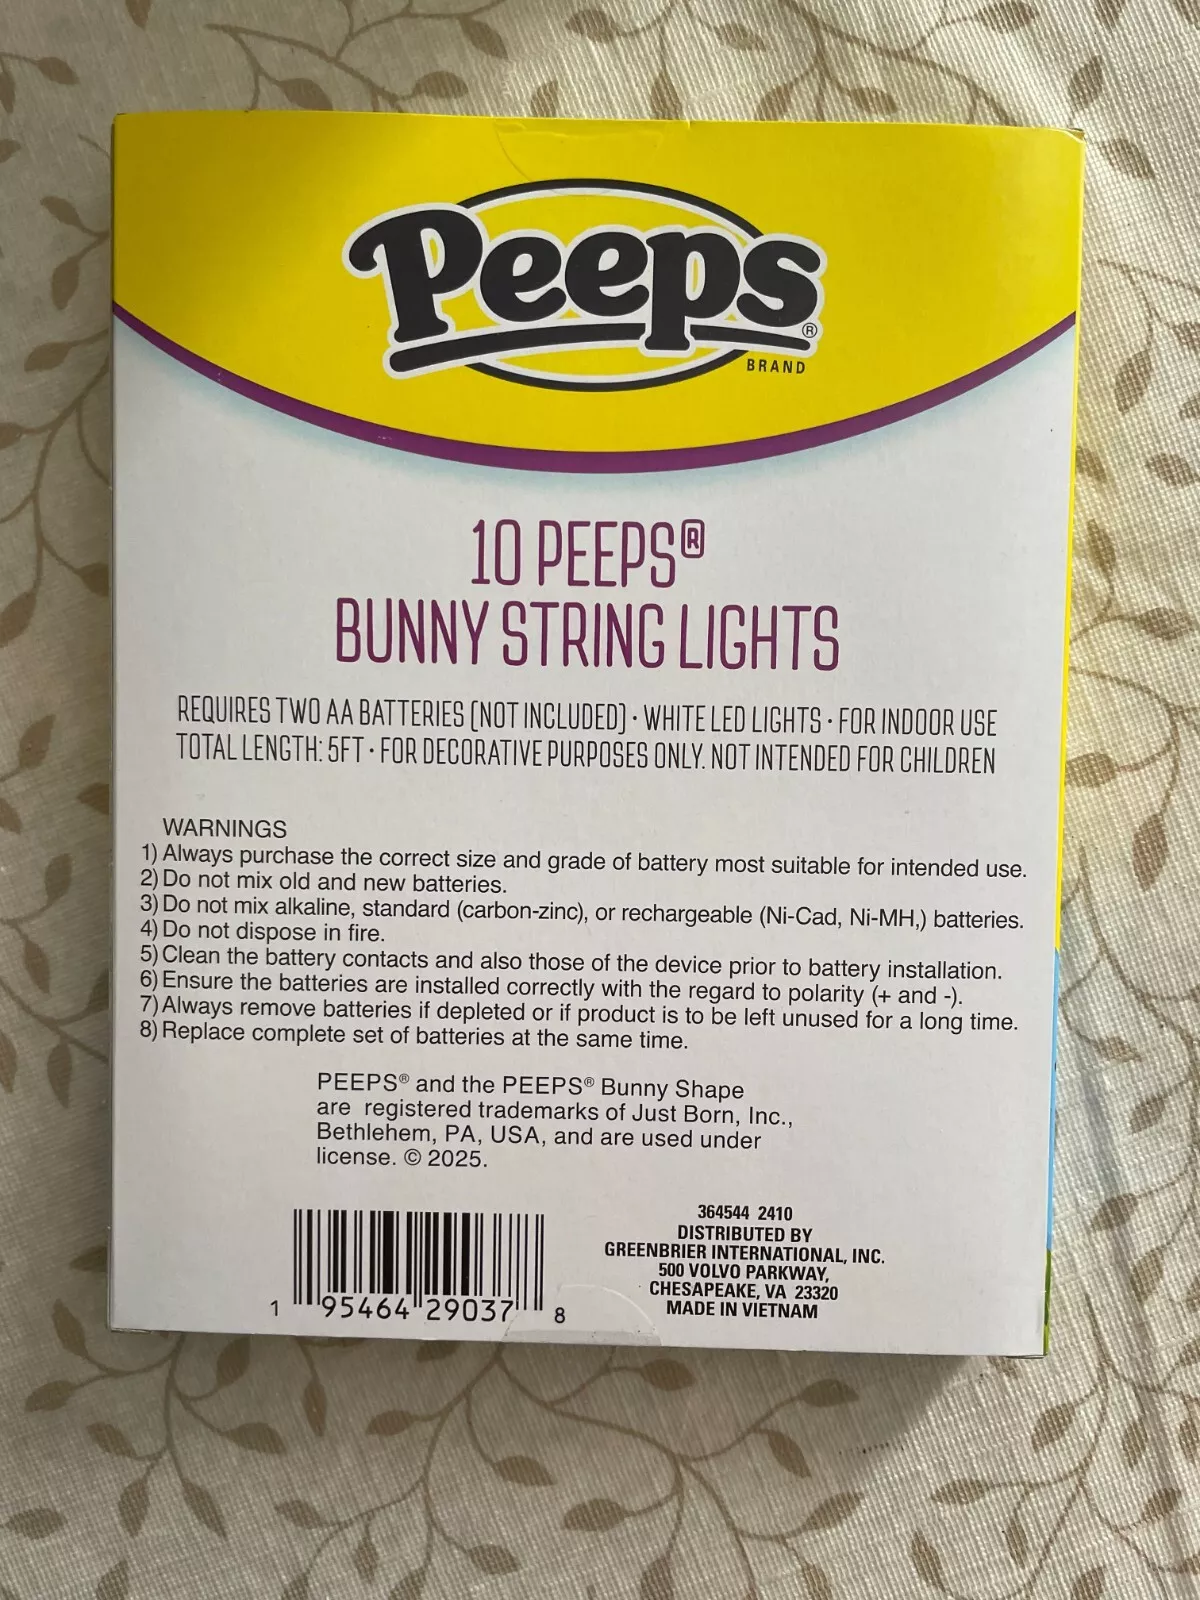 Peeps®
BRAND
10 PEEPS®
BUNNY STRING LIGHTS
REQUIRES TWO AA BATTERIES (NOT INCLUDED) · WHITE LED LIGHTS · FOR INDOOR USE
TOTAL LENGTH: 5FT · FOR DECORATIVE PURPOSES ONLY. NOT INTENDED FOR CHILDREN
WARNINGS
1) Always purchase the correct size and grade of battery most suitable for intended use.
2) Do not mix old and new batteries.
3) Do not mix alkaline, standard (carbon-zinc), or rechargeable (Ni-Cad, Ni-MH,) batteries.
4) Do not dispose in fire.
5) Clean the battery contacts and also those of the device prior to battery installation.
6) Ensure the batteries are installed correctly with the regard to polarity (+ and -).
7) Always remove batteries if depleted or if product is to be left unused for a long time.
8) Replace complete set of batteries at the same time.
PEEPS® and the PEEPS® Bunny Shape
are registered trademarks of Just Born, Inc.,
Bethlehem, PA, USA, and are used under
license. © 2025.
1 95464 29037 8
364544 2410
DISTRIBUTED BY
GREENBRIER INTERNATIONAL, INC.
500 VOLVO PARKWAY,
CHESAPEAKE, VA 23320
MADE IN VIETNAM